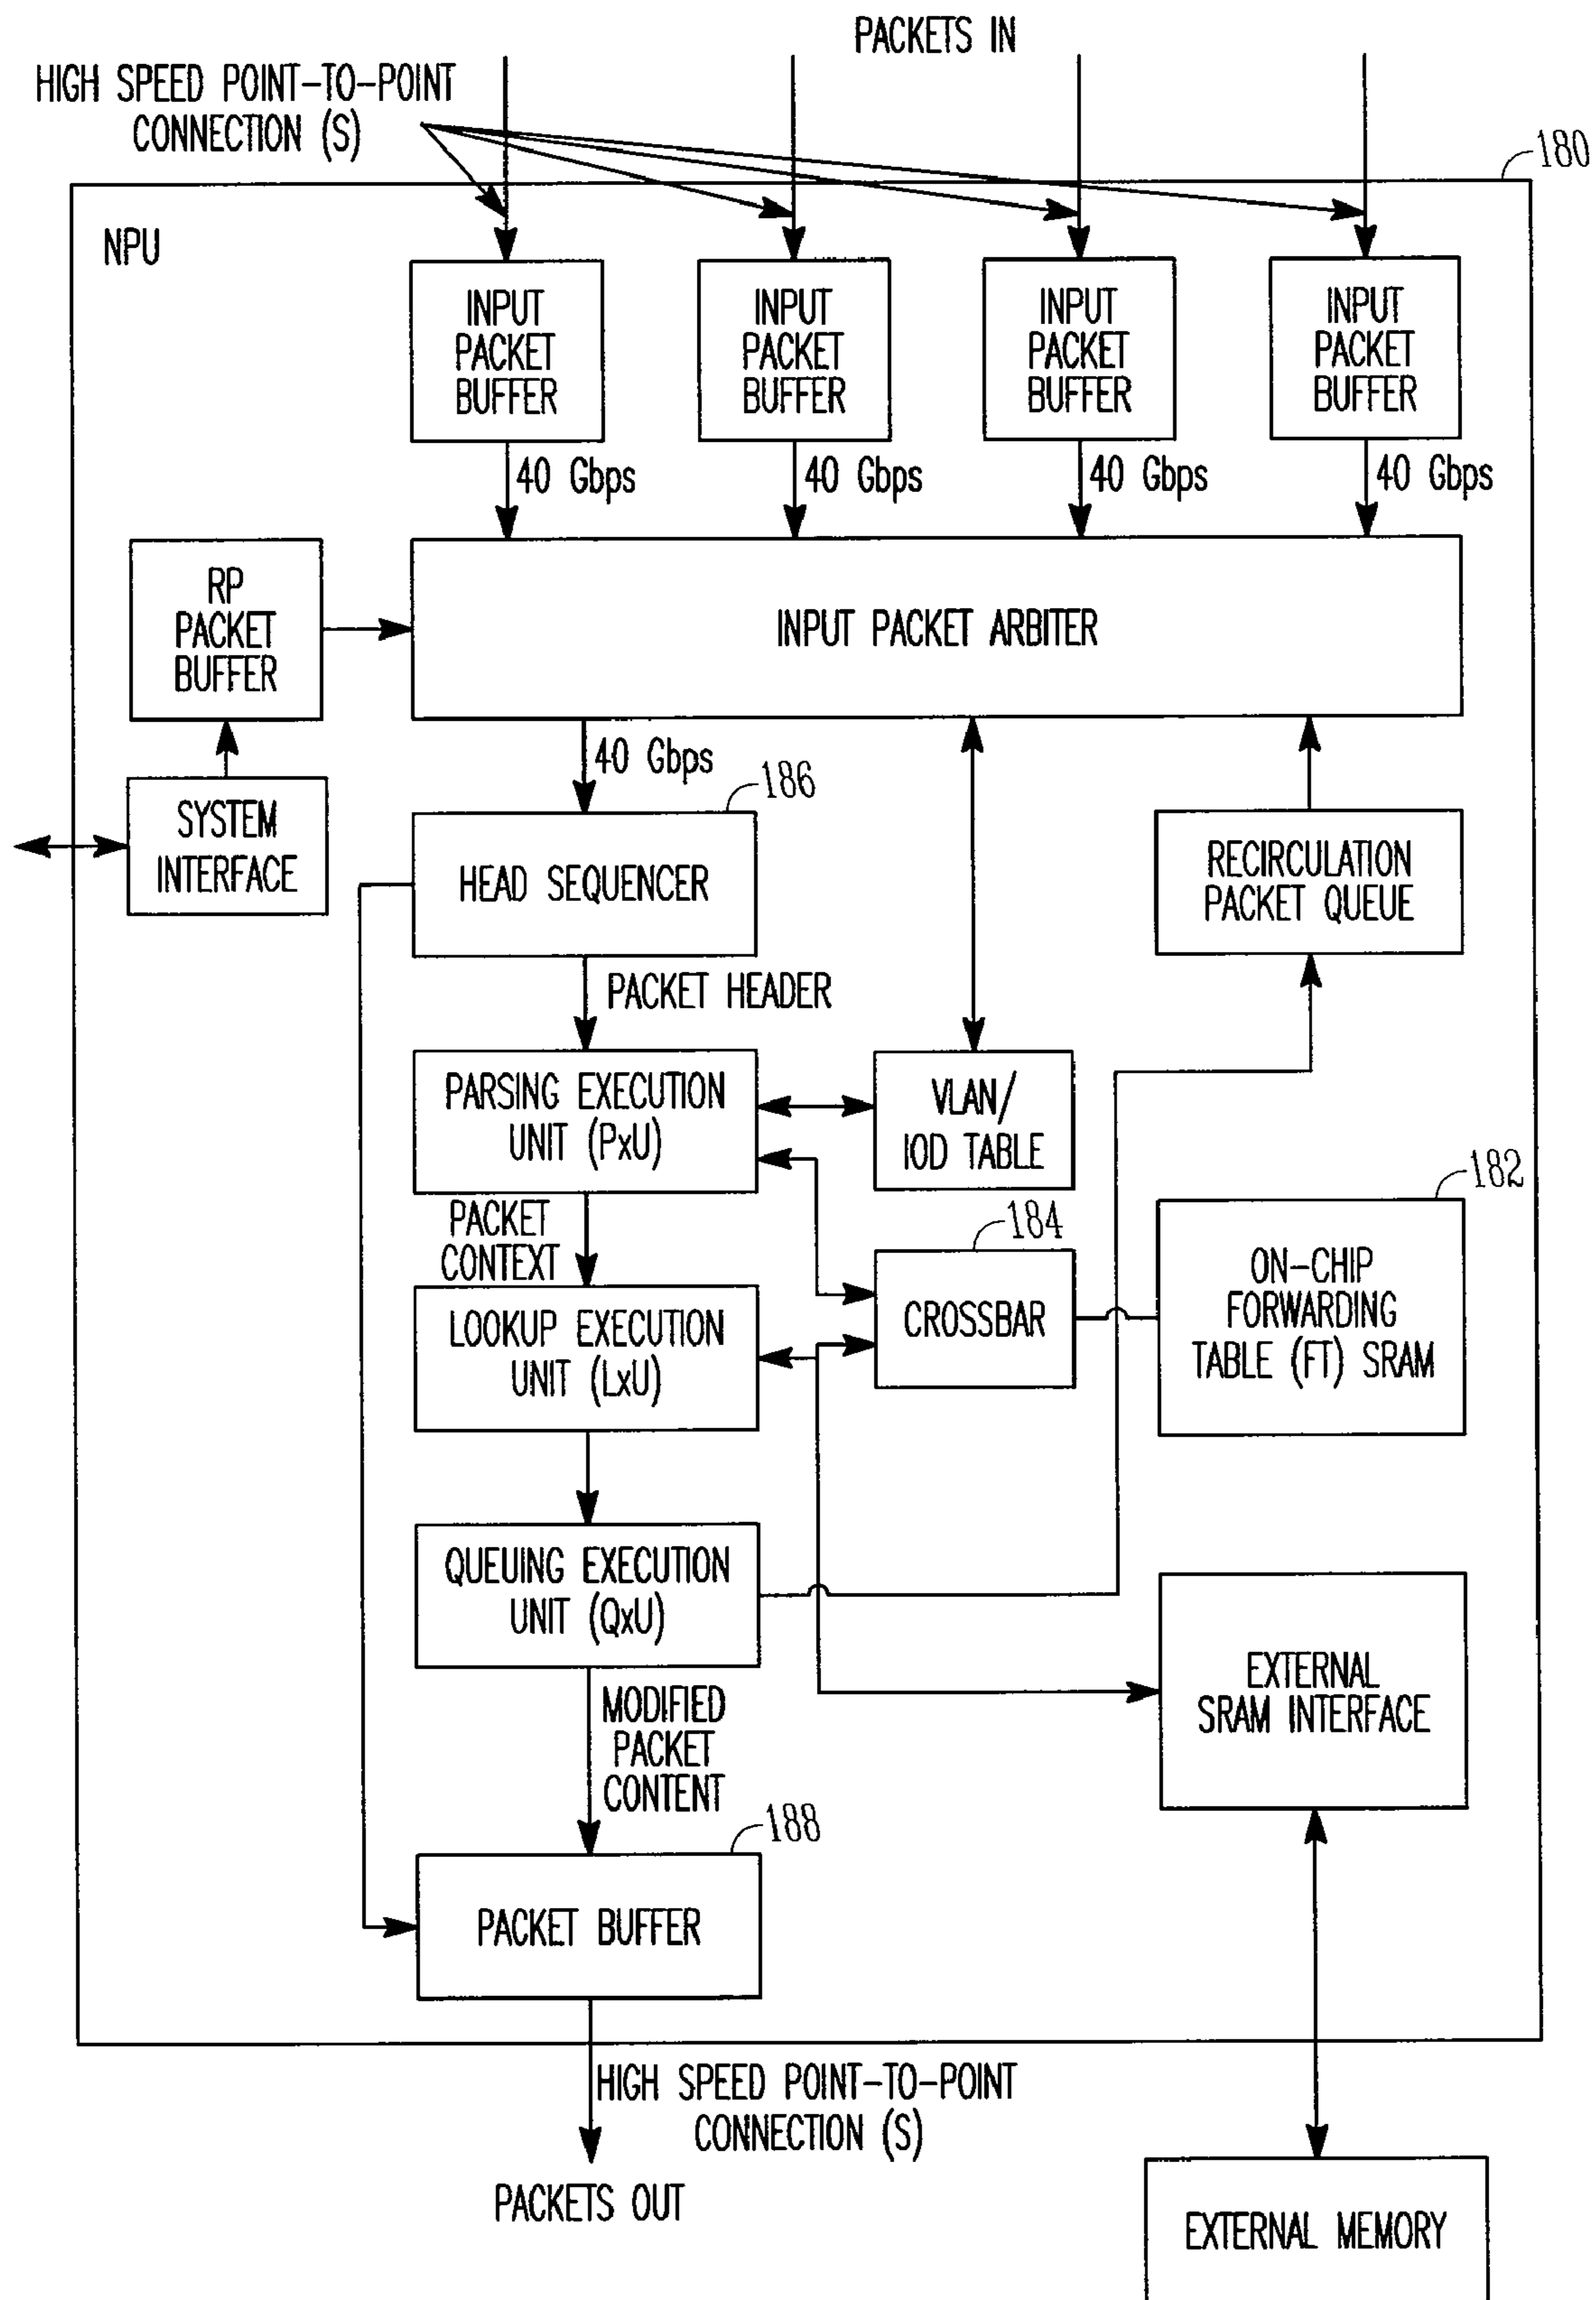 PACKETS IN
HIGH SPEED POINT-TO-POINT
CONNECTION (S)
180
NPU
INPUT
PACKET
BUFFER
INPUT
PACKET
BUFFER
INPUT
PACKET
BUFFER
INPUT
PACKET
BUFFER
40 Gbps
40 Gbps
40 Gbps
40 Gbps
RP
PACKET
BUFFER
INPUT PACKET ARBITER
40 Gbps
186
SYSTEM
INTERFACE
HEAD SEQUENCER
RECIRCULATION
PACKET QUEUE
PACKET HEADER
PARSING EXECUTION
UNIT (PxU)
VLAN/
IOD TABLE
182
PACKET
CONTEXT
184
LOOKUP EXECUTION
UNIT (LxU)
CROSSBAR
ON-CHIP
FORWARDING
TABLE (FT) SRAM
QUEUING EXECUTION
UNIT (QxU)
EXTERNAL
SRAM INTERFACE
MODIFIED
PACKET
CONTENT
188
PACKET BUFFER
HIGH SPEED POINT-TO-POINT
CONNECTION (S)
PACKETS OUT
EXTERNAL MEMORY